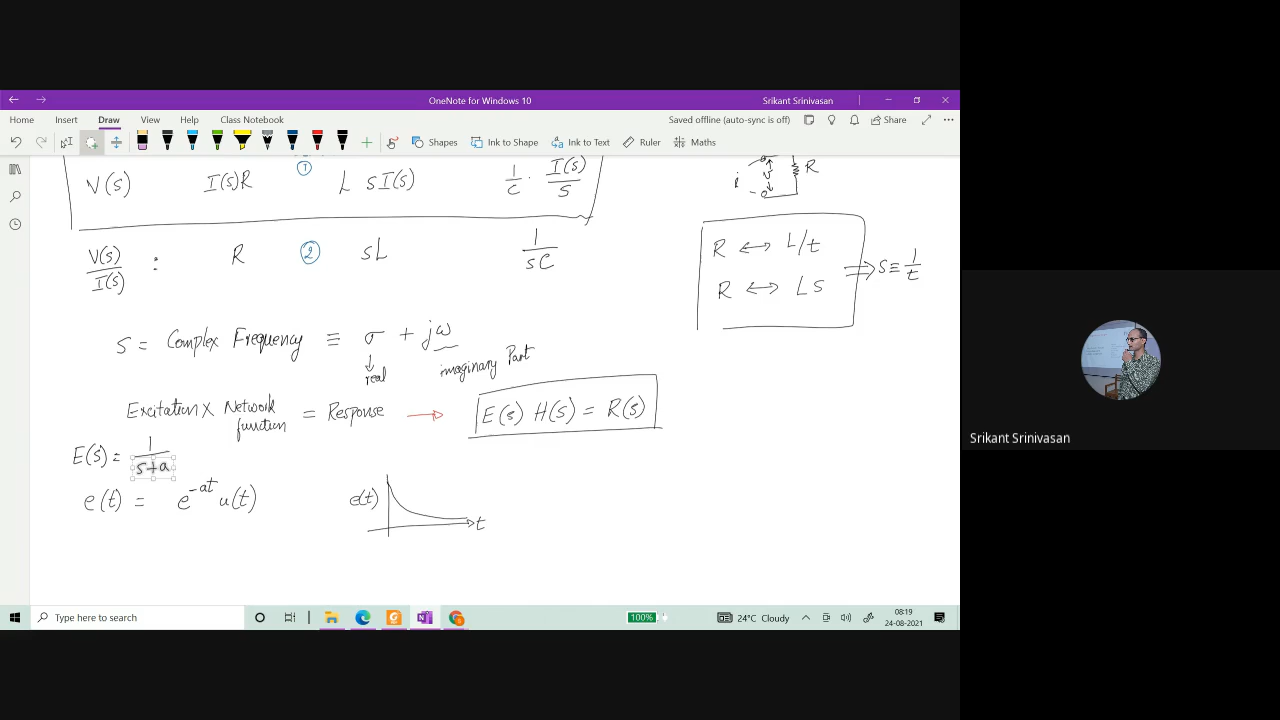 OneNote for Windows 10
Srikant Srinivasan
Home Insert Draw View Help Class Notebook
Saved offline (auto-sync is off) Share
Shapes Ink to Shape Ink to Text Ruler Maths
V(s) I(s)R ① L sI(s) 1/C · I(s)/s
i v R
V(s)/I(s) : R ② sL 1/sC
R ↔ L/t
R ↔ Ls
⇒ s ≡ 1/t
s = Complex Frequency ≡ σ + jω
real
imaginary Part
Excitation × Network function = Response → E(s) H(s) = R(s)
E(s) = 1/s+a
e(t) = e^-at u(t)
e(t) t
Srikant Srinivasan
Type here to search
100%
24°C Cloudy
08:19
24-08-2021